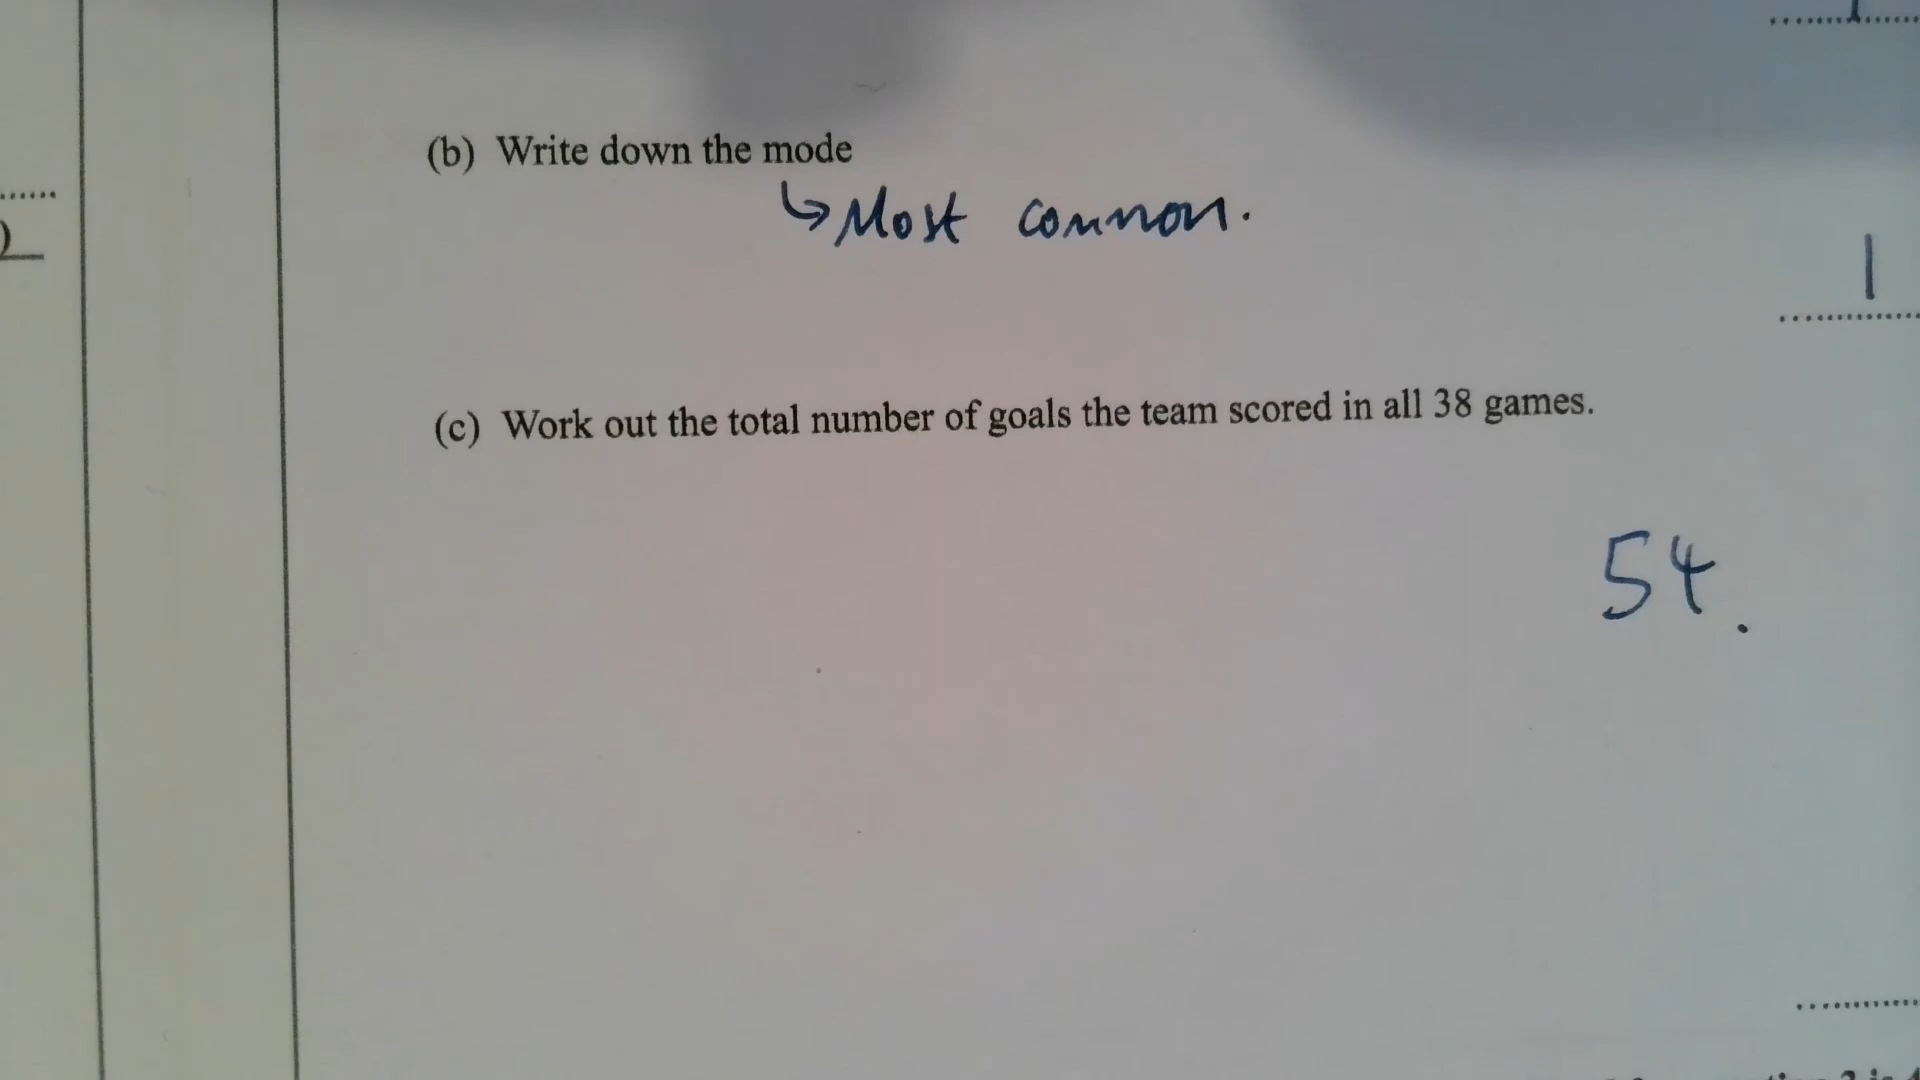 (b) Write down the mode
↳ Most common.
1
(c) Work out the total number of goals the team scored in all 38 games.
54.